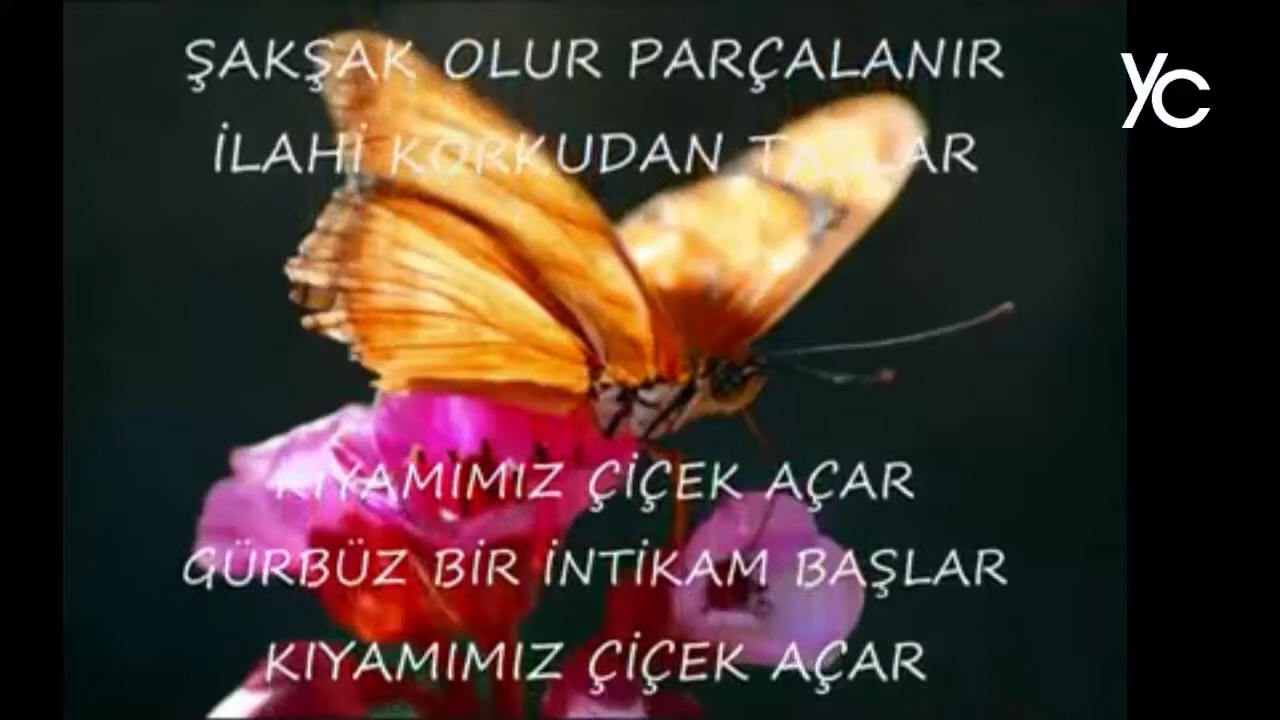 ŞAKŞAK OLUR PARÇALANIR
YC
İLAHİ KORKUDAN TAŞLAR
KIYAMIMIZ ÇİÇEK AÇAR
GÜRBÜZ BİR İNTİKAM BAŞLAR
KIYAMIMIZ ÇİÇEK AÇAR